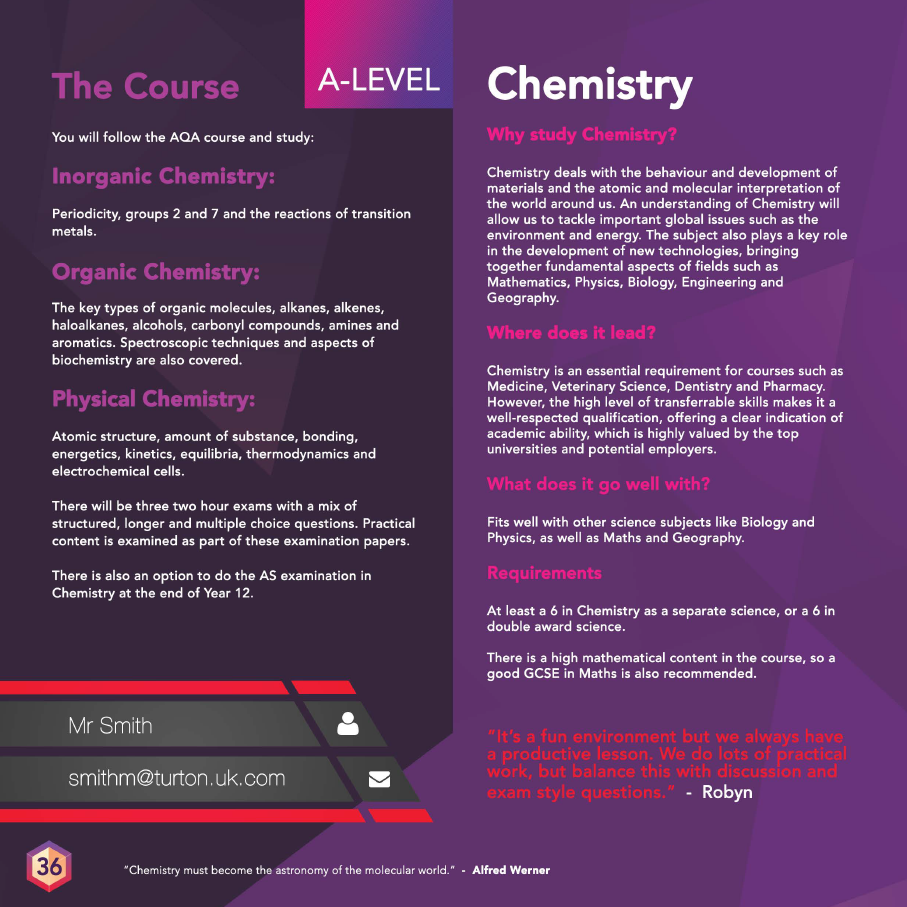 The Course
A-LEVEL
You will follow the AQA course and study:
Inorganic Chemistry:
Periodicity, groups 2 and 7 and the reactions of transition
metals.
Organic Chemistry:
The key types of organic molecules, alkanes, alkenes,
haloalkanes, alcohols, carbonyl compounds, amines and
aromatics. Spectroscopic techniques and aspects of
biochemistry are also covered.
Physical Chemistry:
Atomic structure, amount of substance, bonding,
energetics, kinetics, equilibria, thermodynamics and
electrochemical cells.
There will be three two hour exams with a mix of
structured, longer and multiple choice questions. Practical
content is examined as part of these examination papers.
There is also an option to do the AS examination in
Chemistry at the end of Year 12.
Mr Smith
smithm@turton.uk.com
Chemistry
Why study Chemistry?
Chemistry deals with the behaviour and development of
materials and the atomic and molecular interpretation of
the world around us. An understanding of Chemistry will
allow us to tackle important global issues such as the
environment and energy. The subject also plays a key role
in the development of new technologies, bringing
together fundamental aspects of fields such as
Mathematics, Physics, Biology, Engineering and
Geography.
Where does it lead?
Chemistry is an essential requirement for courses such as
Medicine, Veterinary Science, Dentistry and Pharmacy.
However, the high level of transferrable skills makes it a
well-respected qualification, offering a clear indication of
academic ability, which is highly valued by the top
universities and potential employers.
What does it go well with?
Fits well with other science subjects like Biology and
Physics, as well as Maths and Geography.
Requirements
At least a 6 in Chemistry as a separate science, or a 6 in
double award science.
There is a high mathematical content in the course, so a
good GCSE in Maths is also recommended.
"It's a fun environment but we always have
a productive lesson. We do lots of practical
work, but balance this with discussion and
exam style questions." - Robyn
36
"Chemistry must become the astronomy of the molecular world." - Alfred Werner